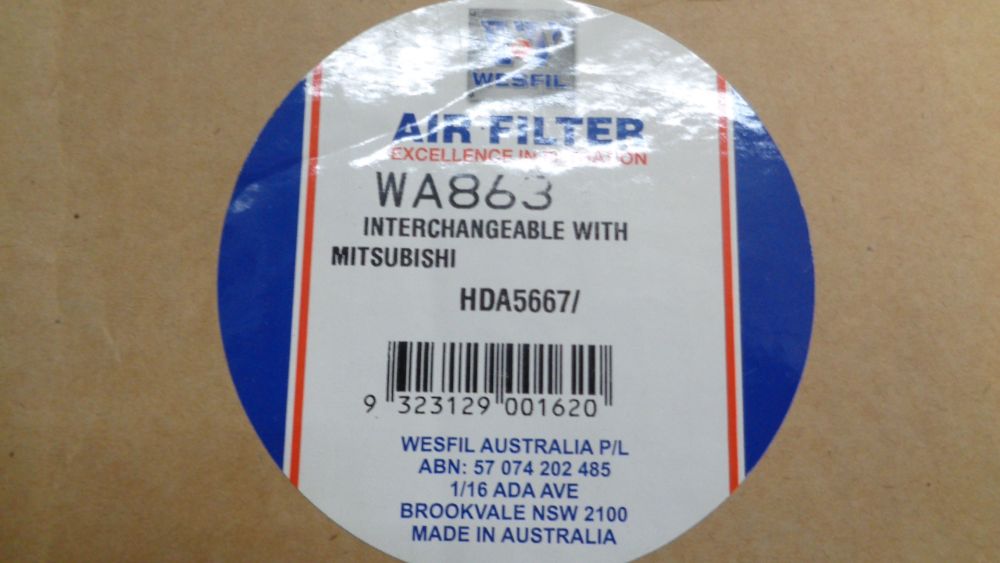 WESFIL
AIR FILTER
EXCELLENCE IN
WA863
INTERCHANGEABLE WITH
MITSUBISHI
HDA5667/
9 323129 001620
WESFIL AUSTRALIA P/L
ABN: 57 074 202 485
1/16 ADA AVE
BROOKVALE NSW 2100
MADE IN AUSTRALIA